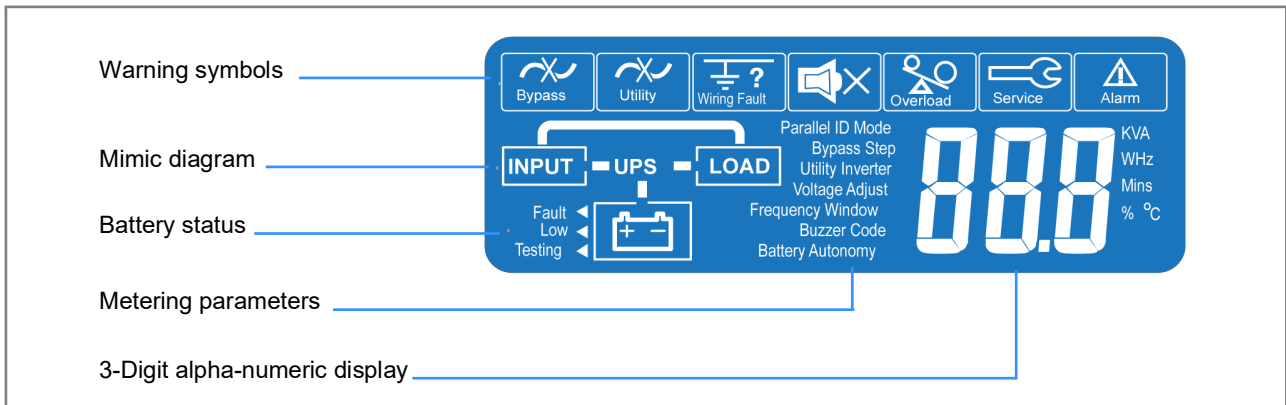 Warning symbols
Bypass
Utility
?
Wiring Fault
Overload
Service
Alarm
Mimic diagram
INPUT
UPS
LOAD
Parallel ID Mode
Bypass Step
Utility Inverter
Voltage Adjust
Frequency Window
Buzzer Code
Battery Autonomy
88.8
KVA
WHz
Mins
% °C
Battery status
Fault
Low
Testing
+ −
Metering parameters
3-Digit alpha-numeric display